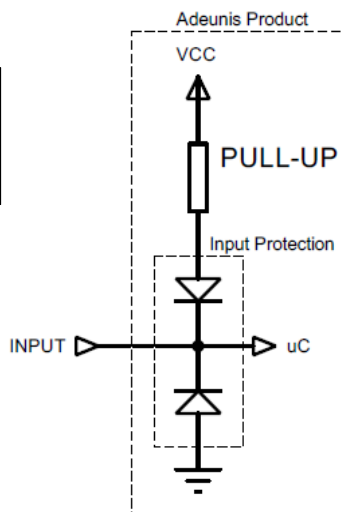 Adeunis Product
VCC
PULL-UP
Input Protection
INPUT
uC